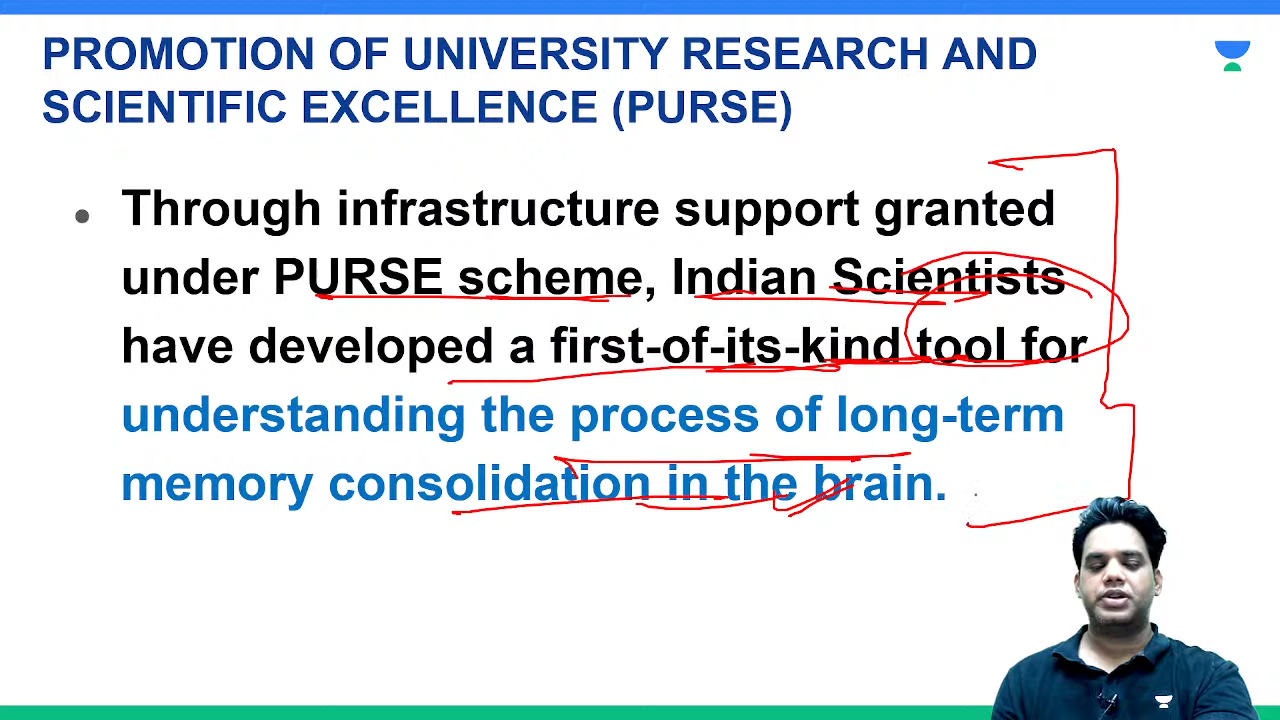 PROMOTION OF UNIVERSITY RESEARCH AND
SCIENTIFIC EXCELLENCE (PURSE)
• Through infrastructure support granted
under PURSE scheme, Indian Scientists
have developed a first-of-its-kind tool for
understanding the process of long-term
memory consolidation in the brain.